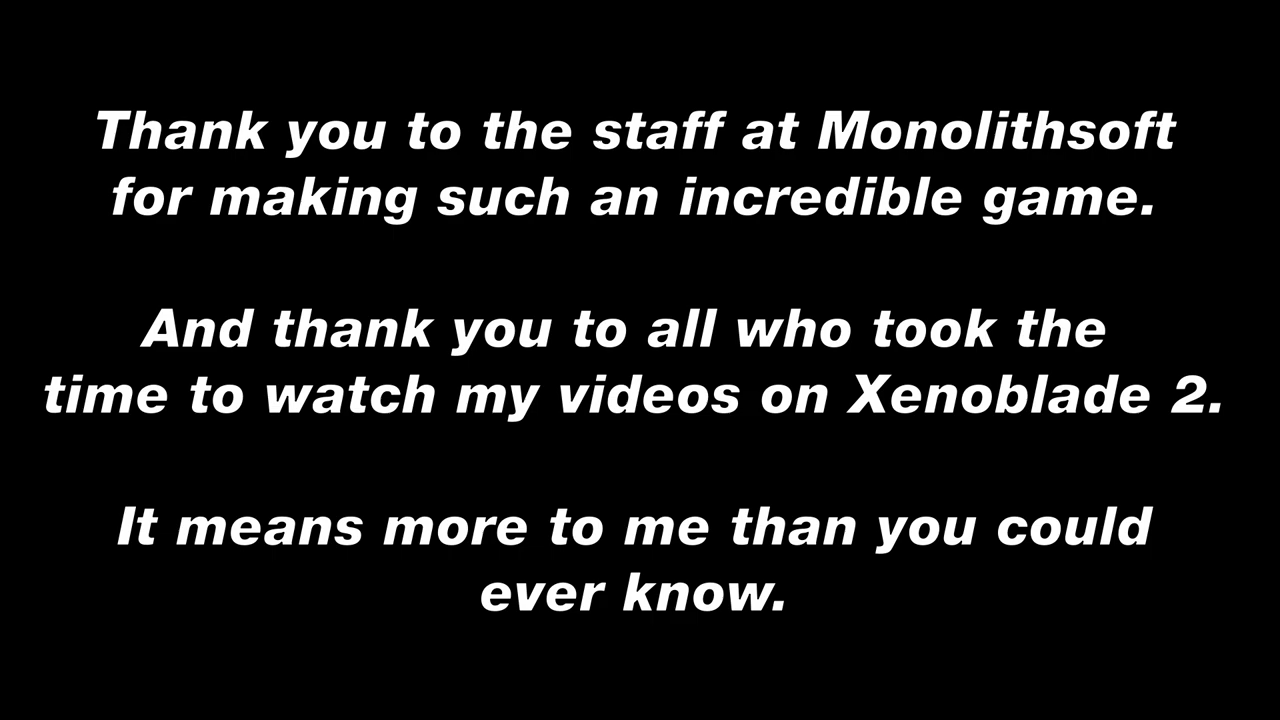 Thank you to the staff at Monolithsoft
for making such an incredible game.
And thank you to all who took the
time to watch my videos on Xenoblade 2.
It means more to me than you could
ever know.